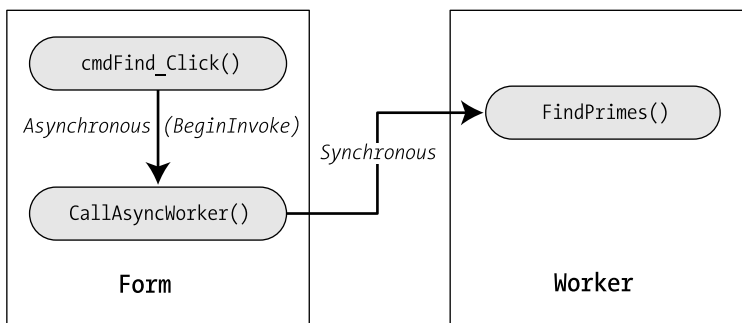 cmdFind_Click()
Asynchronous (BeginInvoke)
CallAsyncWorker()
Form
Synchronous
FindPrimes()
Worker